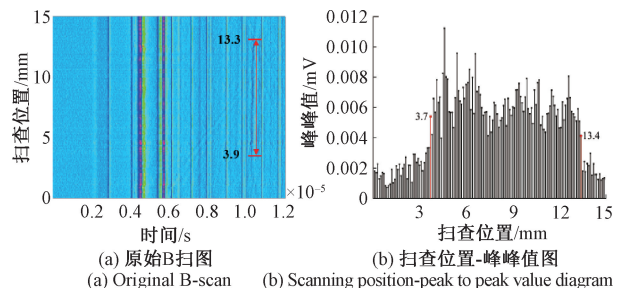 15
10
5
0
扫查位置/mm
13.3
3.9
0.2 0.4 0.6 0.8 1.0 1.2
×10⁻⁵
时间/s
(a) 原始B扫图
(a) Original B-scan
0.012
0.010
0.008
0.006
0.004
0.002
0.000
峰峰值/mV
3.7
13.4
3 6 9 12 15
扫查位置/mm
(b) 扫查位置-峰峰值图
(b) Scanning position-peak to peak value diagram